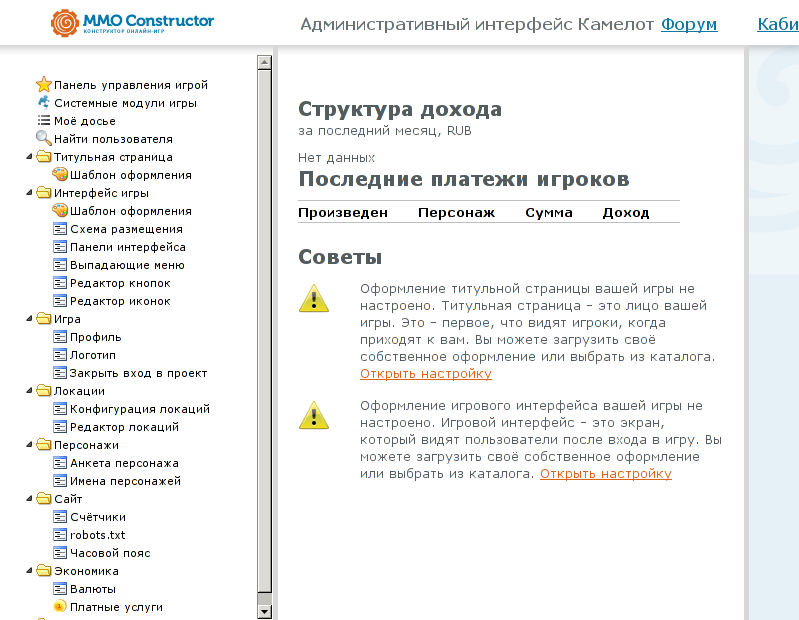 MMO Constructor
КОНСТРУКТОР ОНЛАЙН-ИГР
Административный интерфейс Камелот Форум Каби
Панель управления игрой
Системные модули игры
Моё досье
Найти пользователя
Титульная страница
Шаблон оформления
Интерфейс игры
Шаблон оформления
Схема размещения
Панели интерфейса
Выпадающие меню
Редактор кнопок
Редактор иконок
Игра
Профиль
Логотип
Закрыть вход в проект
Локации
Конфигурация локаций
Редактор локаций
Персонажи
Анкета персонажа
Имена персонажей
Сайт
Счётчики
robots.txt
Часовой пояс
Экономика
Валюты
Платные услуги
Структура дохода
за последний месяц, RUB
Нет данных
Последние платежи игроков
Произведен Персонаж Сумма Доход
Советы
Оформление титульной страницы вашей игры не
настроено. Титульная страница – это лицо вашей
игры. Это – первое, что видят игроки, когда
приходят к вам. Вы можете загрузить своё
собственное оформление или выбрать из каталога.
Открыть настройку
Оформление игрового интерфейса вашей игры не
настроено. Игровой интерфейс – это экран,
который видят пользователи после входа в игру. Вы
можете загрузить своё собственное оформление
или выбрать из каталога. Открыть настройку